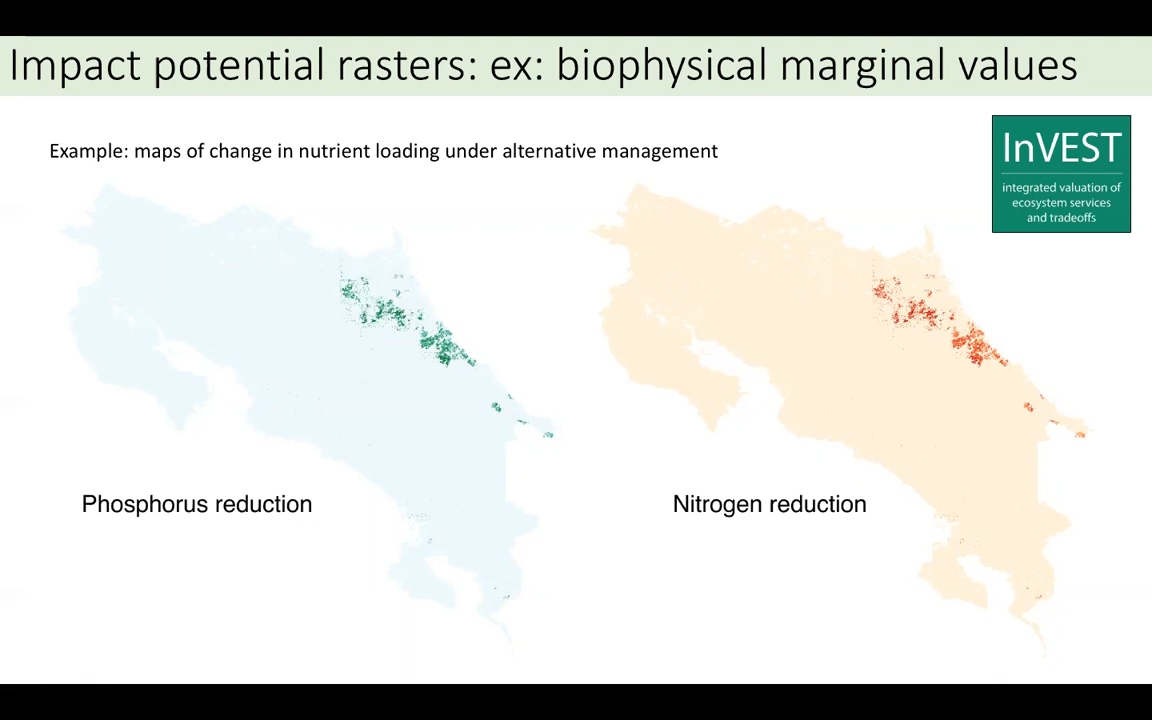 Impact potential rasters: ex: biophysical marginal values
Example: maps of change in nutrient loading under alternative management
InVEST
integrated valuation of
ecosystem services
and tradeoffs
Phosphorus reduction
Nitrogen reduction